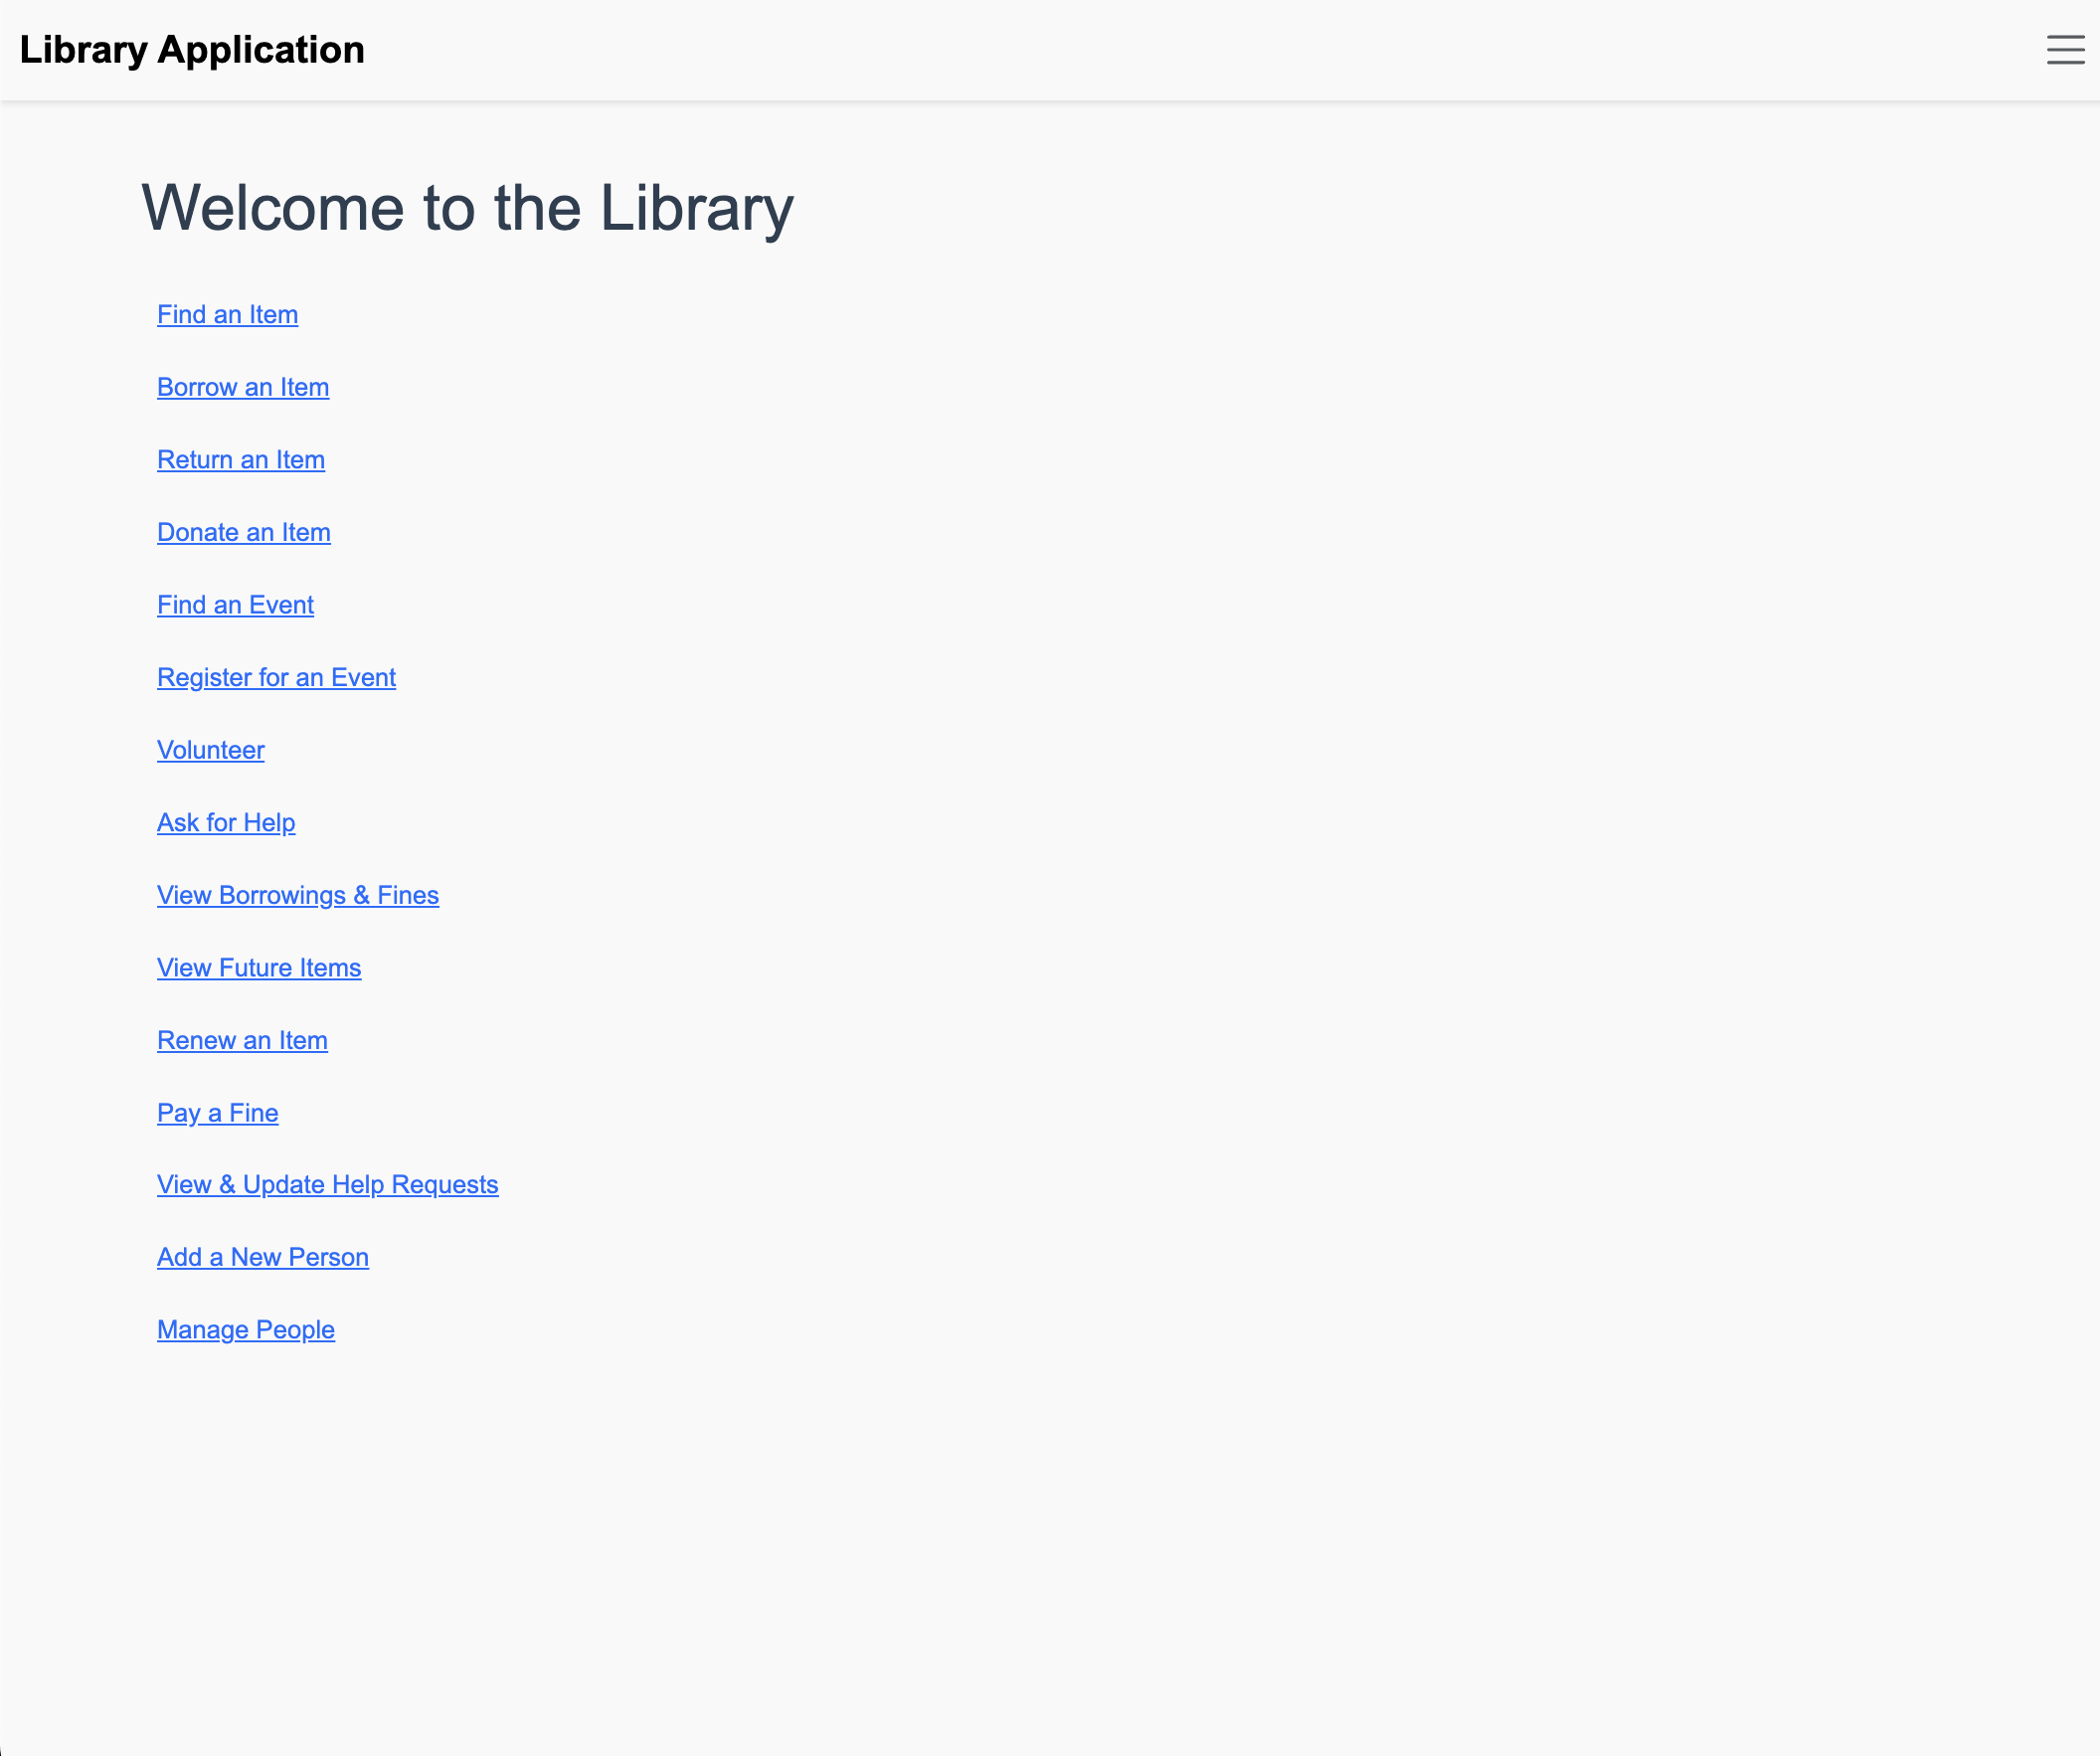 Library Application
Welcome to the Library
Find an Item
Borrow an Item
Return an Item
Donate an Item
Find an Event
Register for an Event
Volunteer
Ask for Help
View Borrowings & Fines
View Future Items
Renew an Item
Pay a Fine
View & Update Help Requests
Add a New Person
Manage People